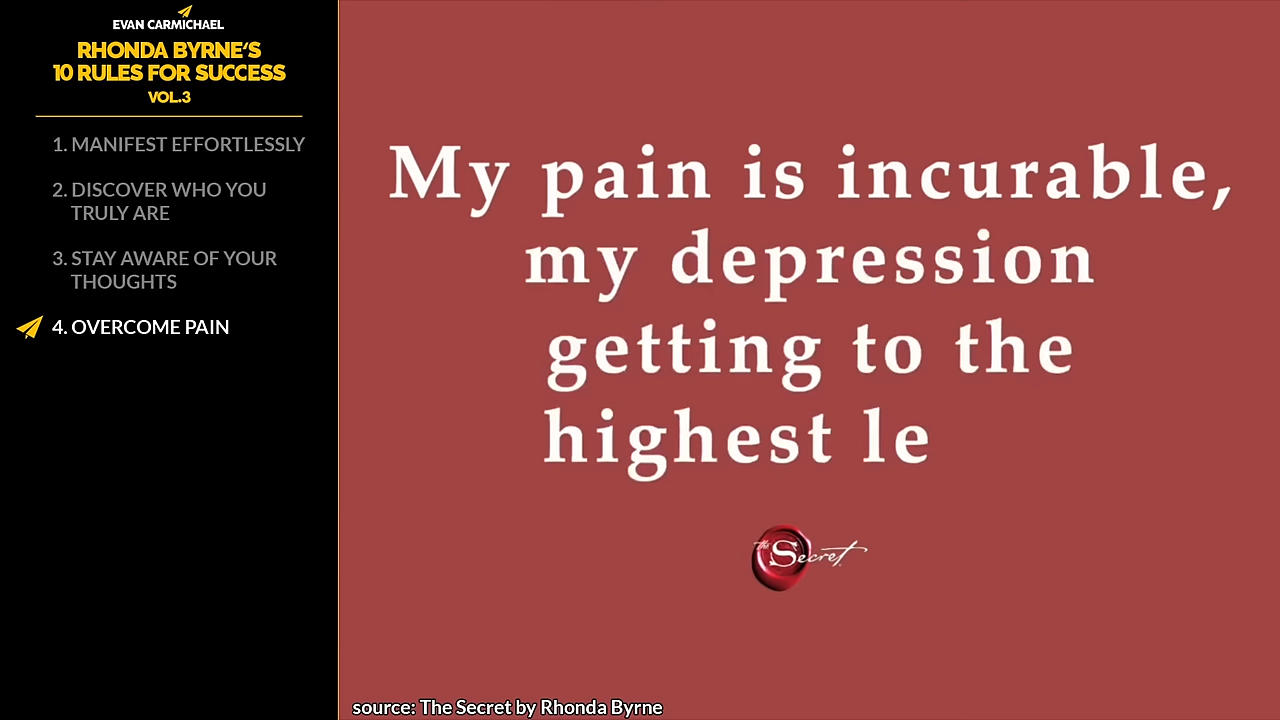 EVAN CARMICHAEL
RHONDA BYRNE'S
10 RULES FOR SUCCESS
VOL.3
1. MANIFEST EFFORTLESSLY
2. DISCOVER WHO YOU
TRULY ARE
3. STAY AWARE OF YOUR
THOUGHTS
4. OVERCOME PAIN
My pain is incurable,
my depression
getting to the
highest le
the Secret
source: The Secret by Rhonda Byrne